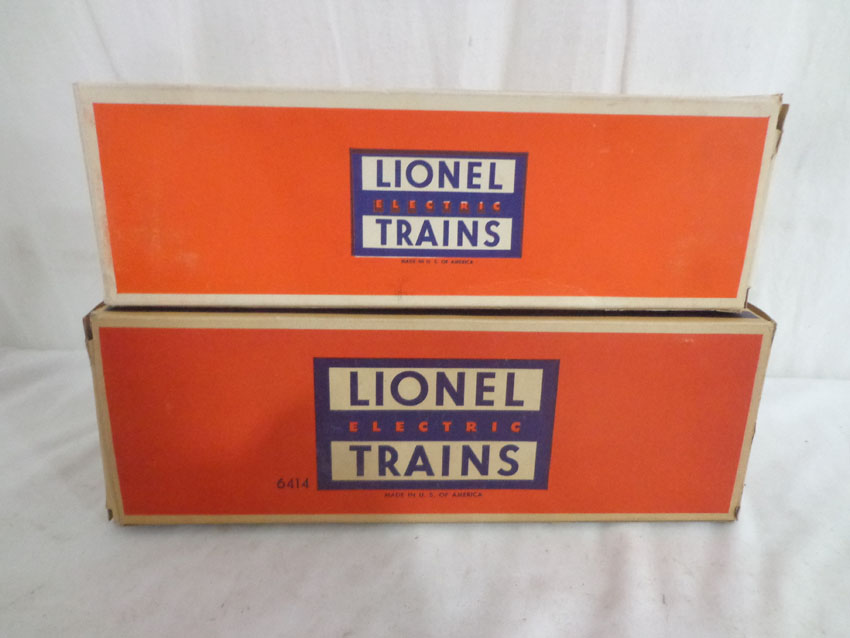 LIONEL
ELECTRIC
TRAINS
MADE IN U. S. OF AMERICA
LIONEL
ELECTRIC
TRAINS
6414
MADE IN U. S. OF AMERICA